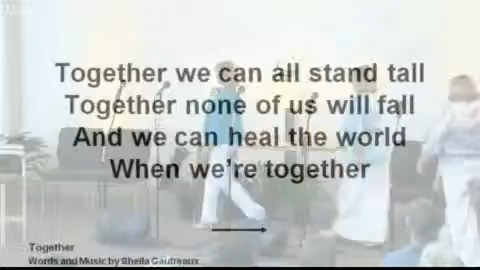 Together we can all stand tall
Together none of us will fall
And we can heal the world
When we're together
Together
Words and Music by Sheila Gautreaux